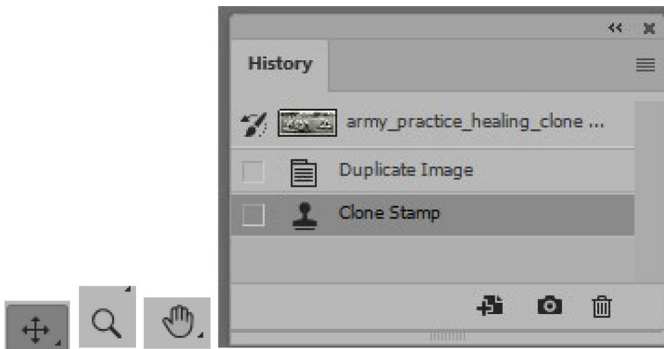 History
army_practice_healing_clone ...
Duplicate Image
Clone Stamp